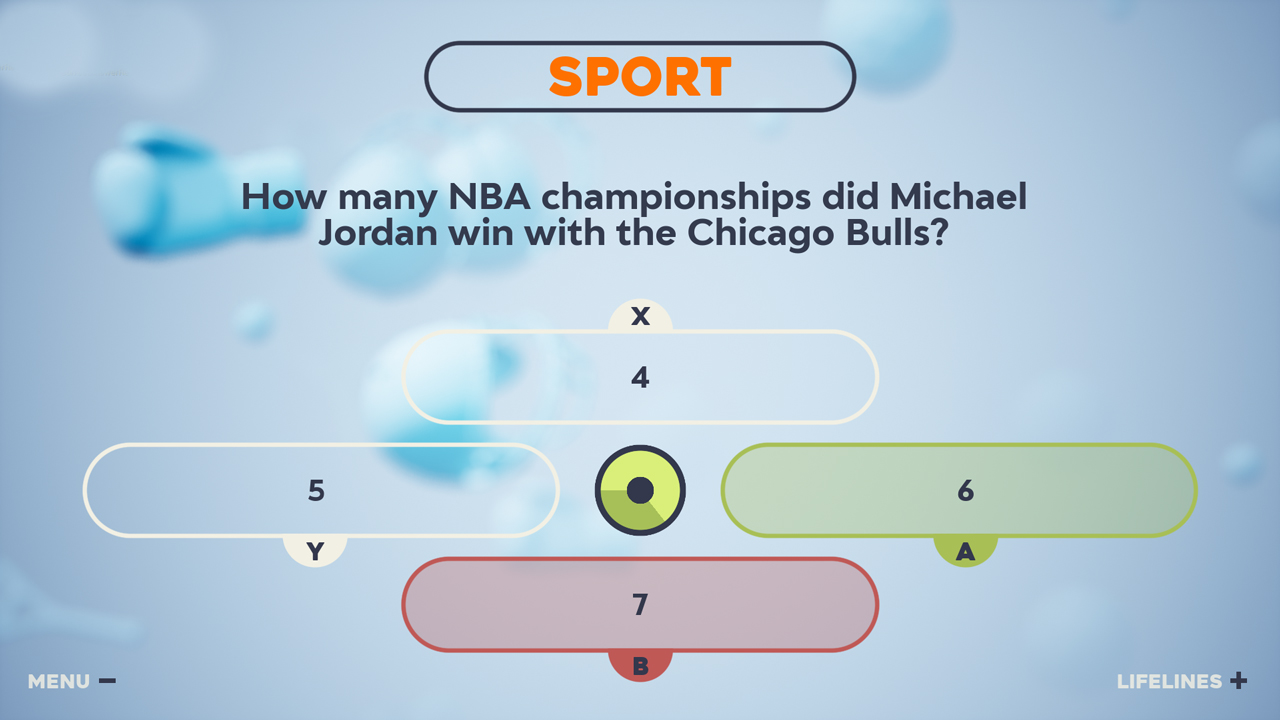 SPORT
How many NBA championships did Michael
Jordan win with the Chicago Bulls?
X
4
5
Y
6
A
7
B
MENU −
LIFELINES +